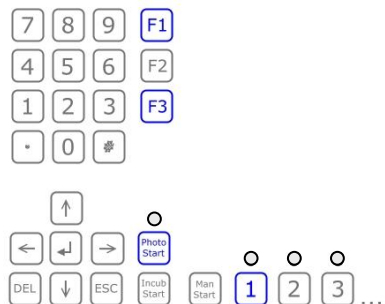 7 8 9 F1
4 5 6 F2
1 2 3 F3
. 0 #
↑
← ↵ → Photo Start
DEL ↓ ESC Incub Start Man Start 1 2 3 ...